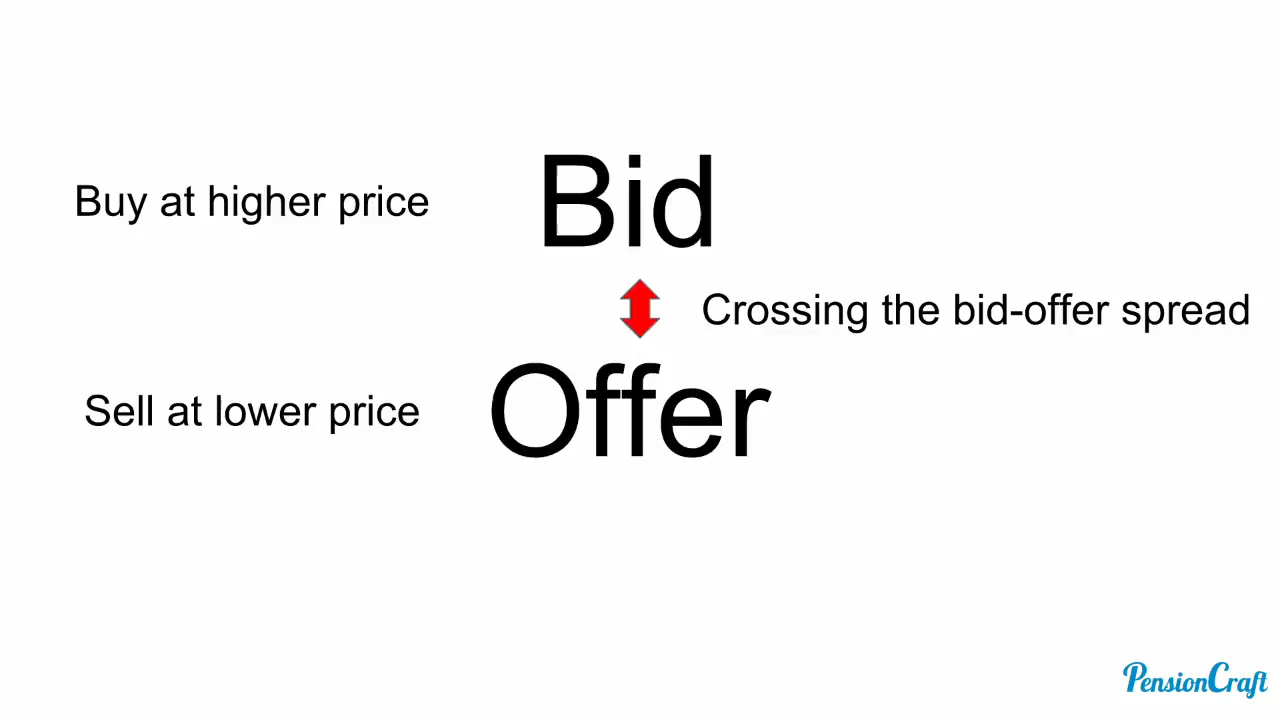 Bid
Buy at higher price
Crossing the bid-offer spread
Offer
Sell at lower price
PensionCraft